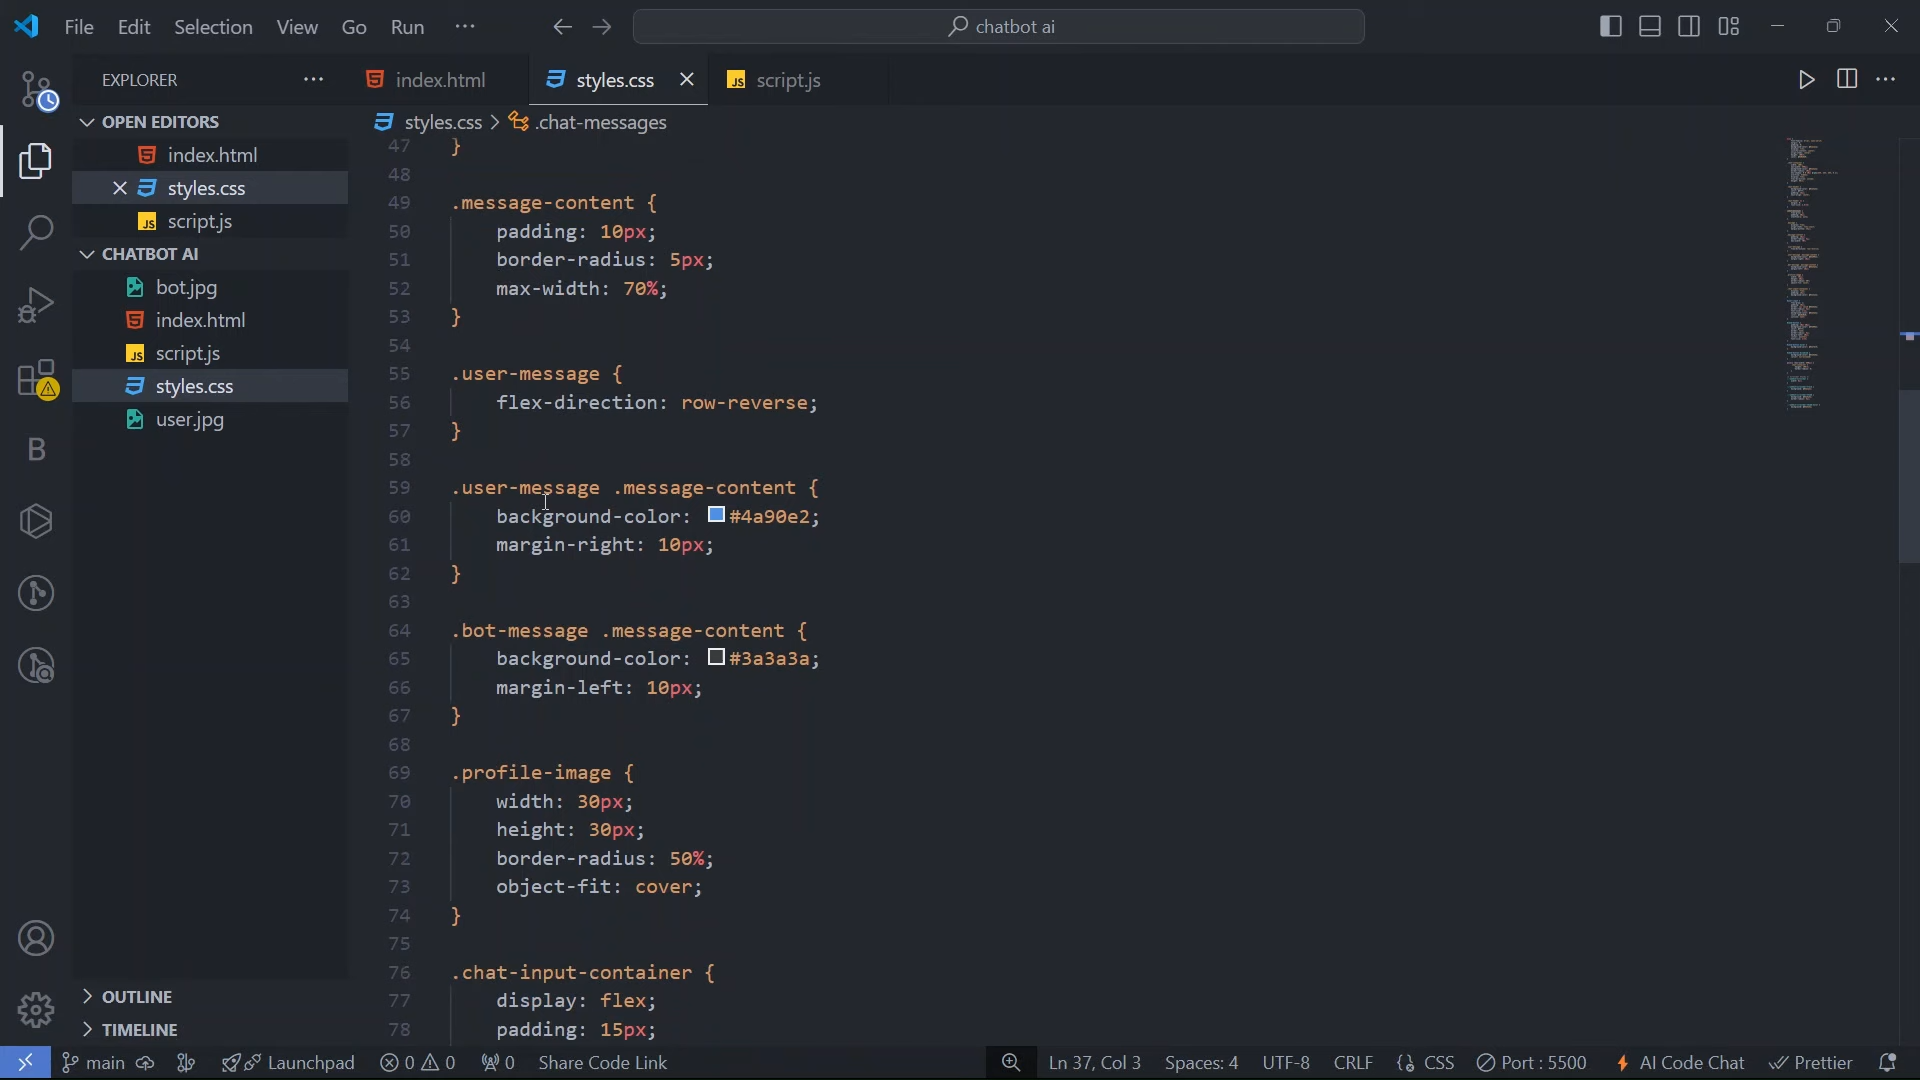 File Edit Selection View Go Run ··· chatbot ai
EXPLORER ··· index.html styles.css script.js
OPEN EDITORS
index.html
styles.css
script.js
CHATBOT AI
bot.jpg
index.html
script.js
styles.css
user.jpg
B
OUTLINE
TIMELINE
styles.css > .chat-messages
47 }
48
49 .message-content {
50 padding: 10px;
51 border-radius: 5px;
52 max-width: 70%;
53 }
54
55 .user-message {
56 flex-direction: row-reverse;
57 }
58
59 .user-message .message-content {
60 background-color: #4a90e2;
61 margin-right: 10px;
62 }
63
64 .bot-message .message-content {
65 background-color: #3a3a3a;
66 margin-left: 10px;
67 }
68
69 .profile-image {
70 width: 30px;
71 height: 30px;
72 border-radius: 50%;
73 object-fit: cover;
74 }
75
76 .chat-input-container {
77 display: flex;
78 padding: 15px;
main Launchpad 0 0 0 Share Code Link Ln 37, Col 3 Spaces: 4 UTF-8 CRLF {} CSS Port : 5500 AI Code Chat Prettier